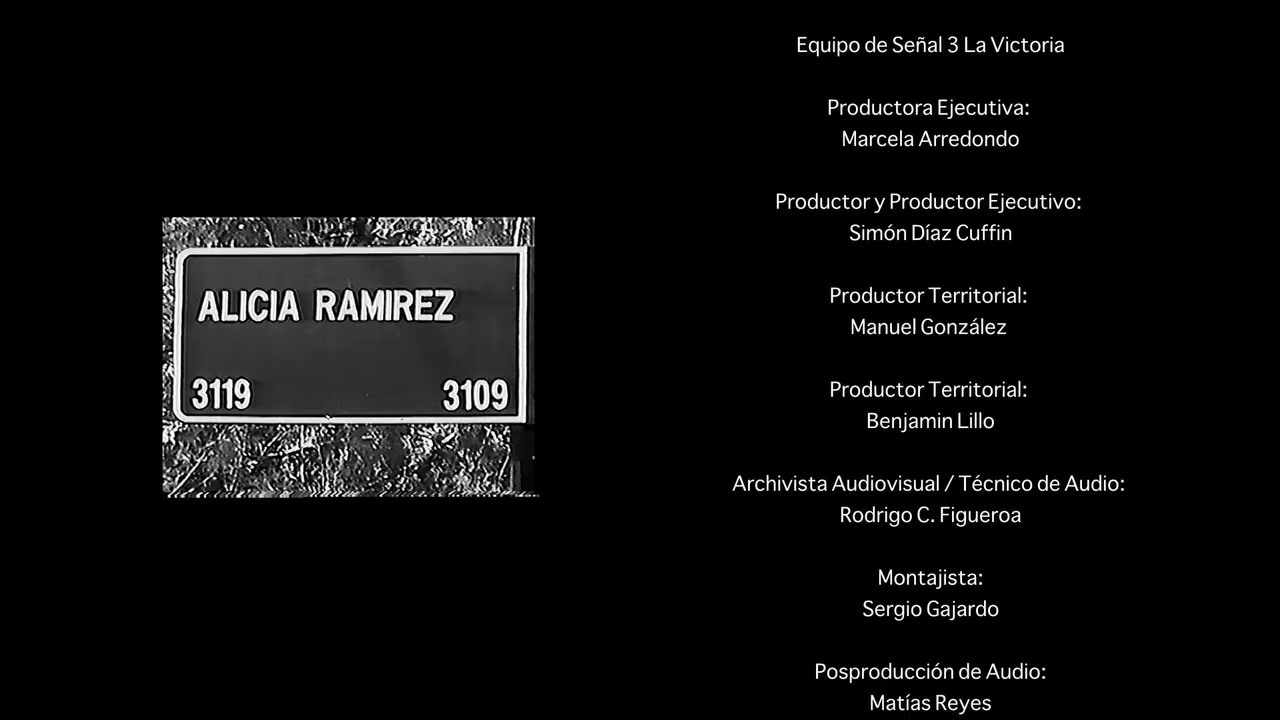 ALICIA RAMIREZ
3119 3109
Equipo de Señal 3 La Victoria
Productora Ejecutiva:
Marcela Arredondo
Productor y Productor Ejecutivo:
Simón Díaz Cuffin
Productor Territorial:
Manuel González
Productor Territorial:
Benjamin Lillo
Archivista Audiovisual / Técnico de Audio:
Rodrigo C. Figueroa
Montajista:
Sergio Gajardo
Posproducción de Audio:
Matías Reyes